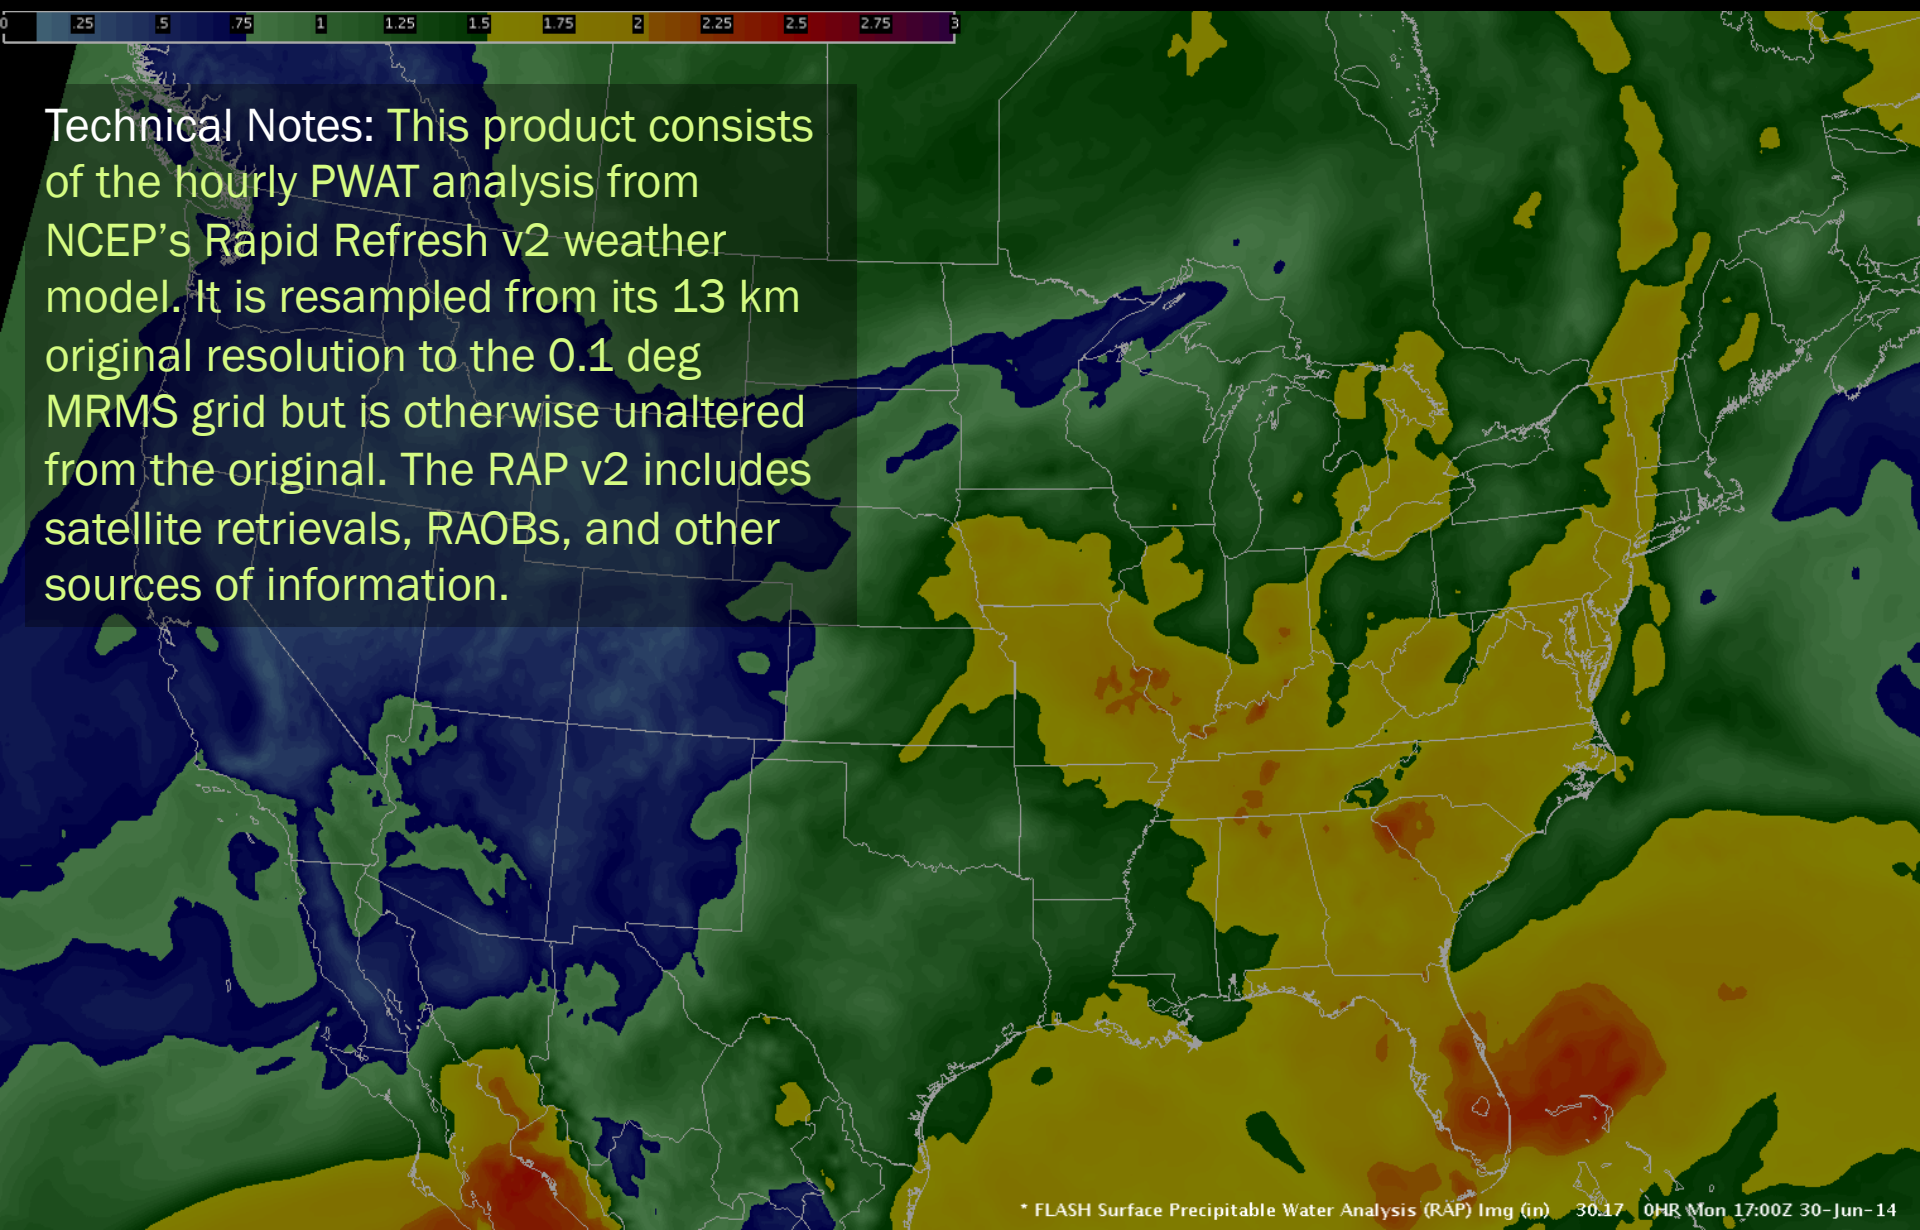 0 .25 .5 .75 1 1.25 1.5 1.75 2 2.25 2.5 2.75 3
Technical Notes: This product consists
of the hourly PWAT analysis from
NCEP’s Rapid Refresh v2 weather
model. It is resampled from its 13 km
original resolution to the 0.1 deg
MRMS grid but is otherwise unaltered
from the original. The RAP v2 includes
satellite retrievals, RAOBs, and other
sources of information.
* FLASH Surface Precipitable Water Analysis (RAP) Img (in) 30.17 0HR Mon 17:00Z 30-Jun-14